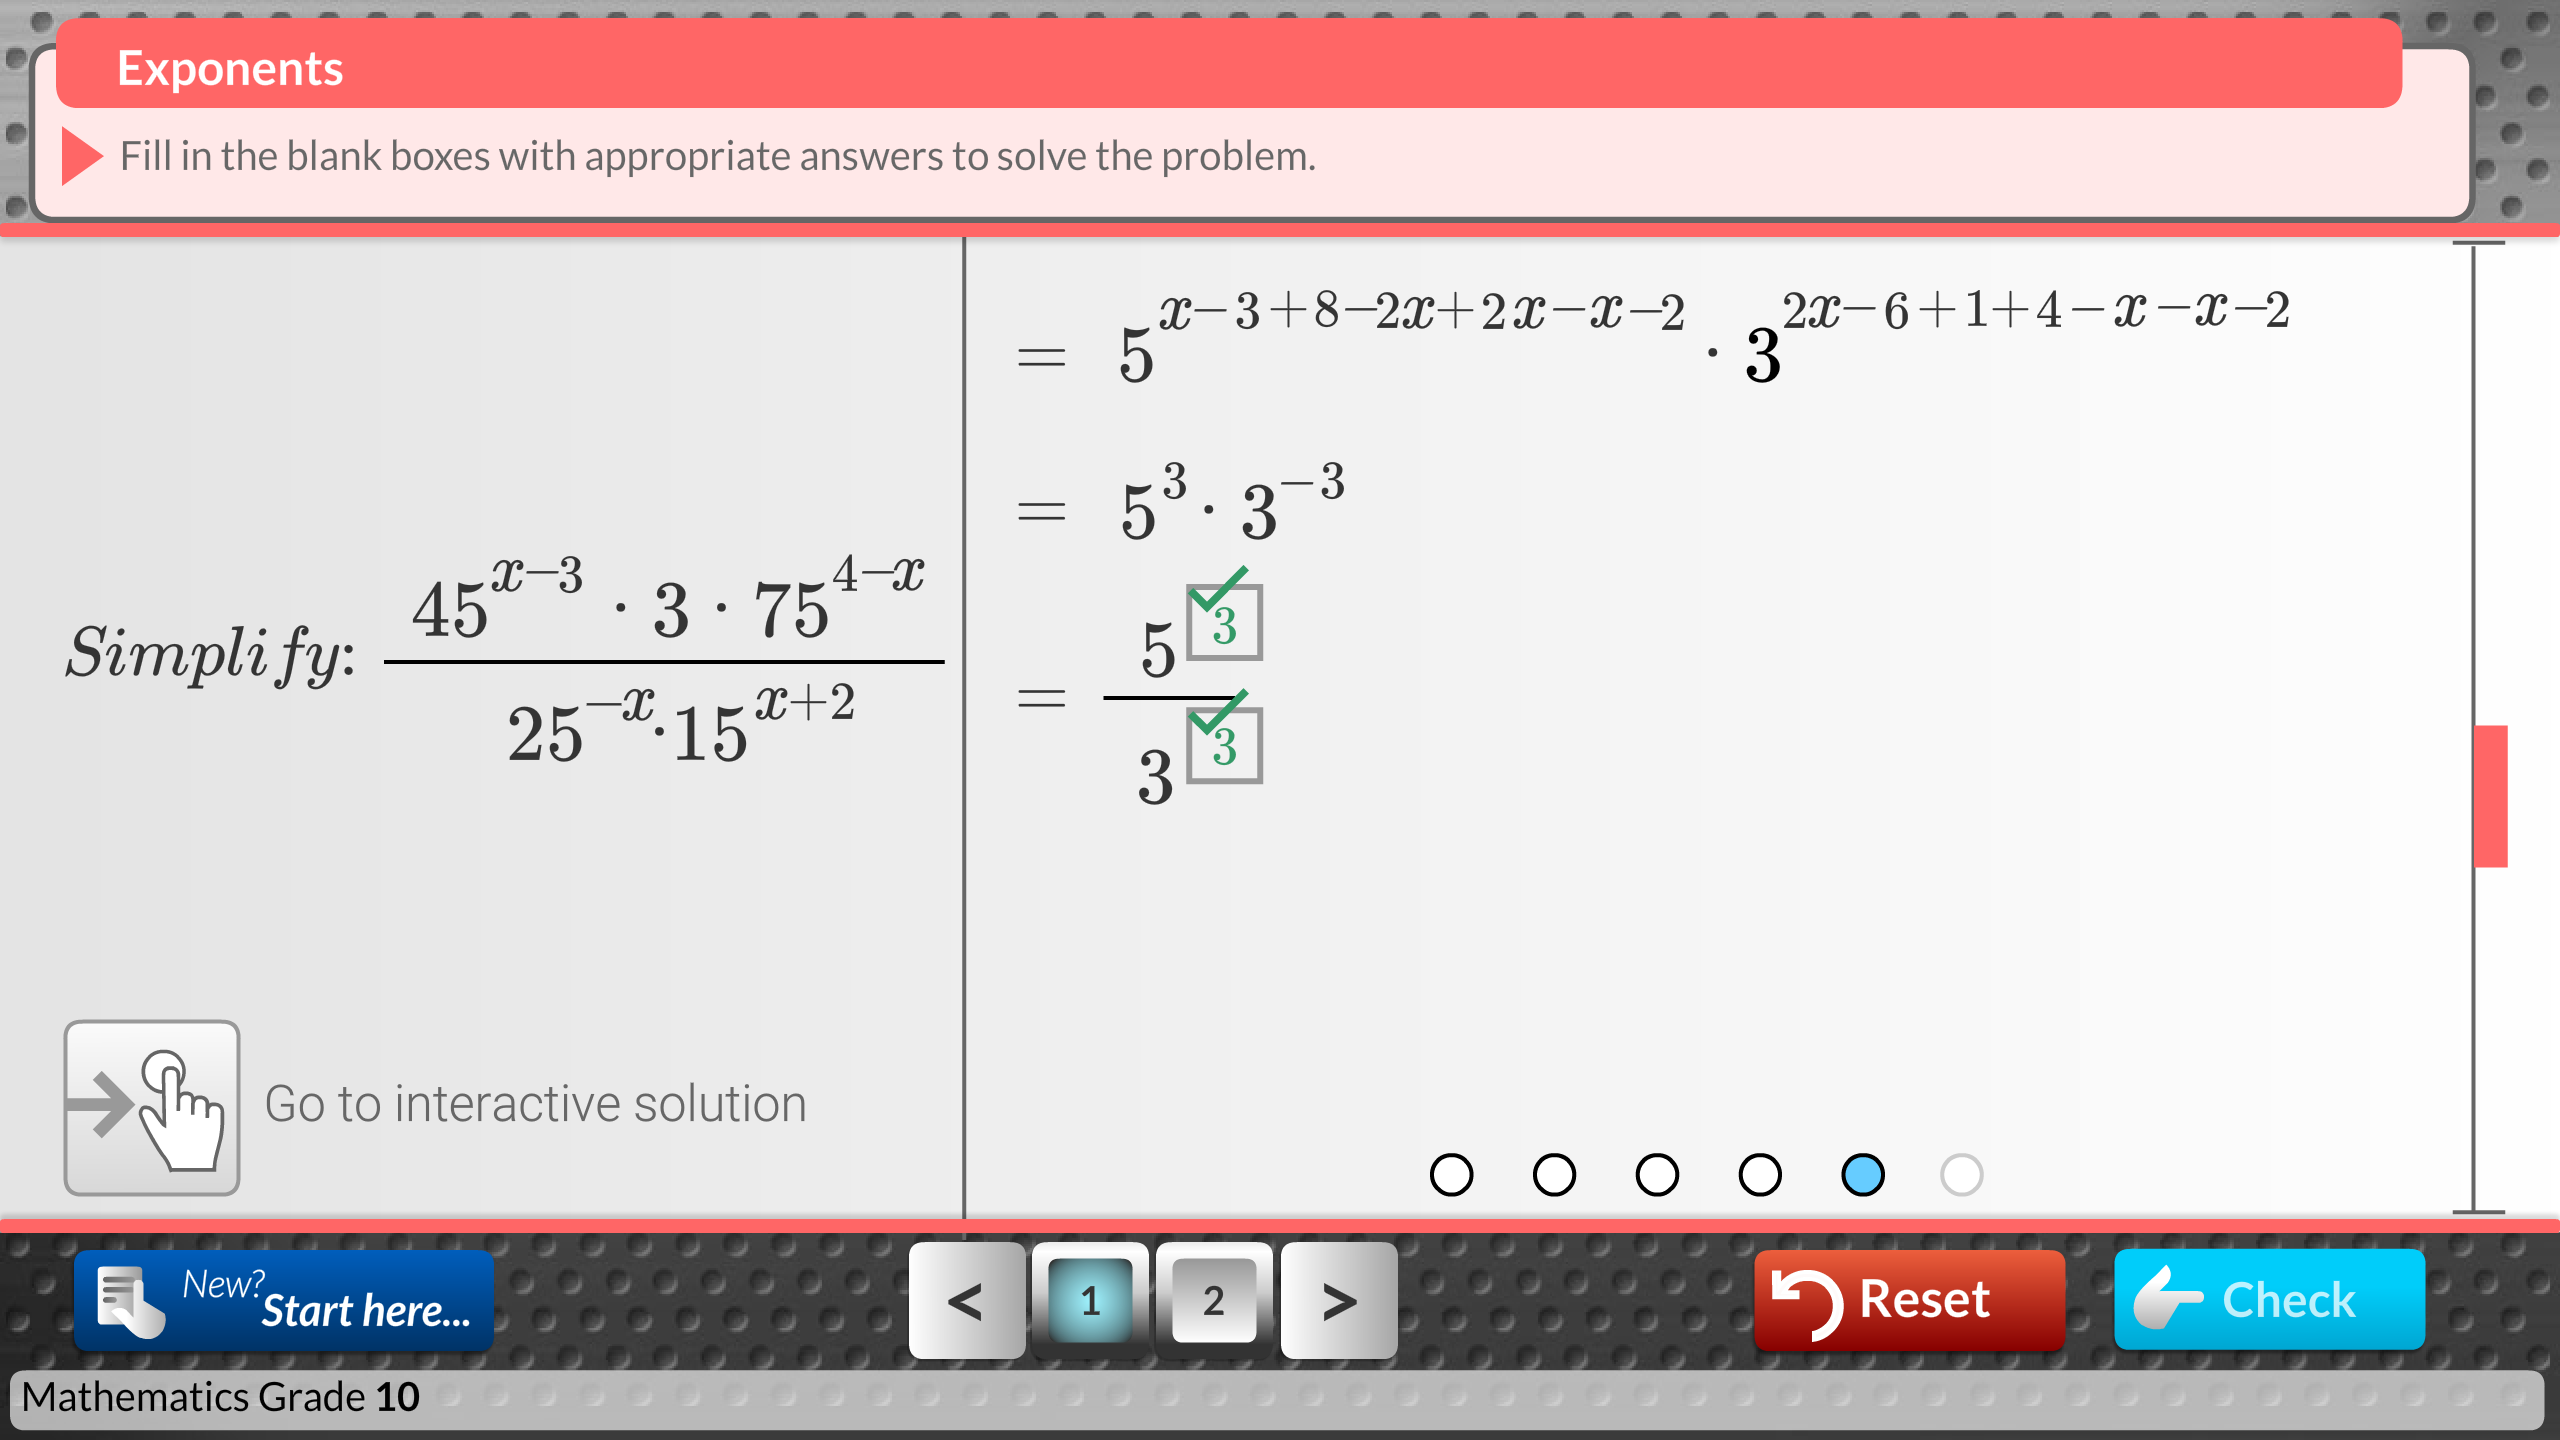 Exponents
Fill in the blank boxes with appropriate answers to solve the problem.
Simplify: \frac{45^{x-3} \cdot 3 \cdot 75^{4-x}}{25^{-x} \cdot 15^{x+2}}
= 5^{x-3+8-2x+2x-x-2} \cdot 3^{2x-6+1+4-x-x-2}
= 5^{3} \cdot 3^{-3}
= \frac{5^{3}}{3^{3}}
Go to interactive solution
New? Start here...
< 1 2 >
Reset
Check
Mathematics Grade 10